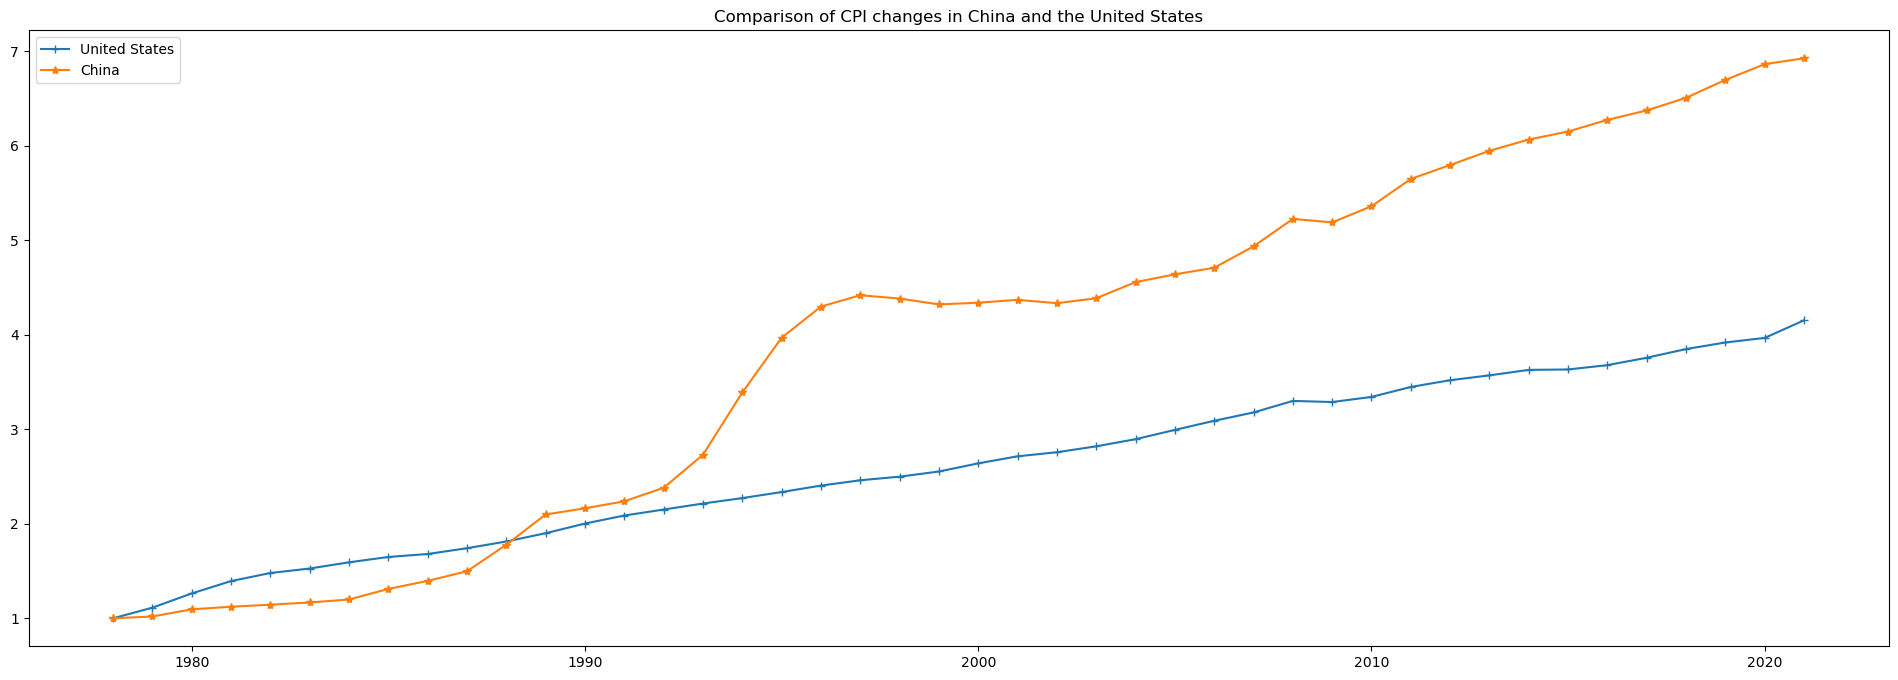 Comparison of CPI changes in China and the United States
United States
China
7
6
5
4
3
2
1
1980 1990 2000 2010 2020